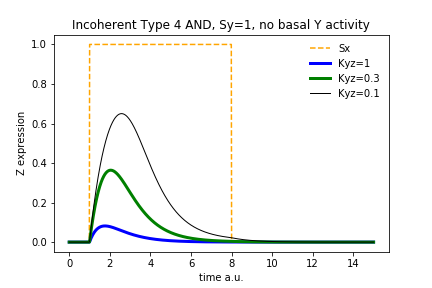 Incoherent Type 4 AND, Sy=1, no basal Y activity
1.0
0.8
0.6
0.4
0.2
0.0
Z expression
Sx
Kyz=1
Kyz=0.3
Kyz=0.1
0 2 4 6 8 10 12 14
time a.u.